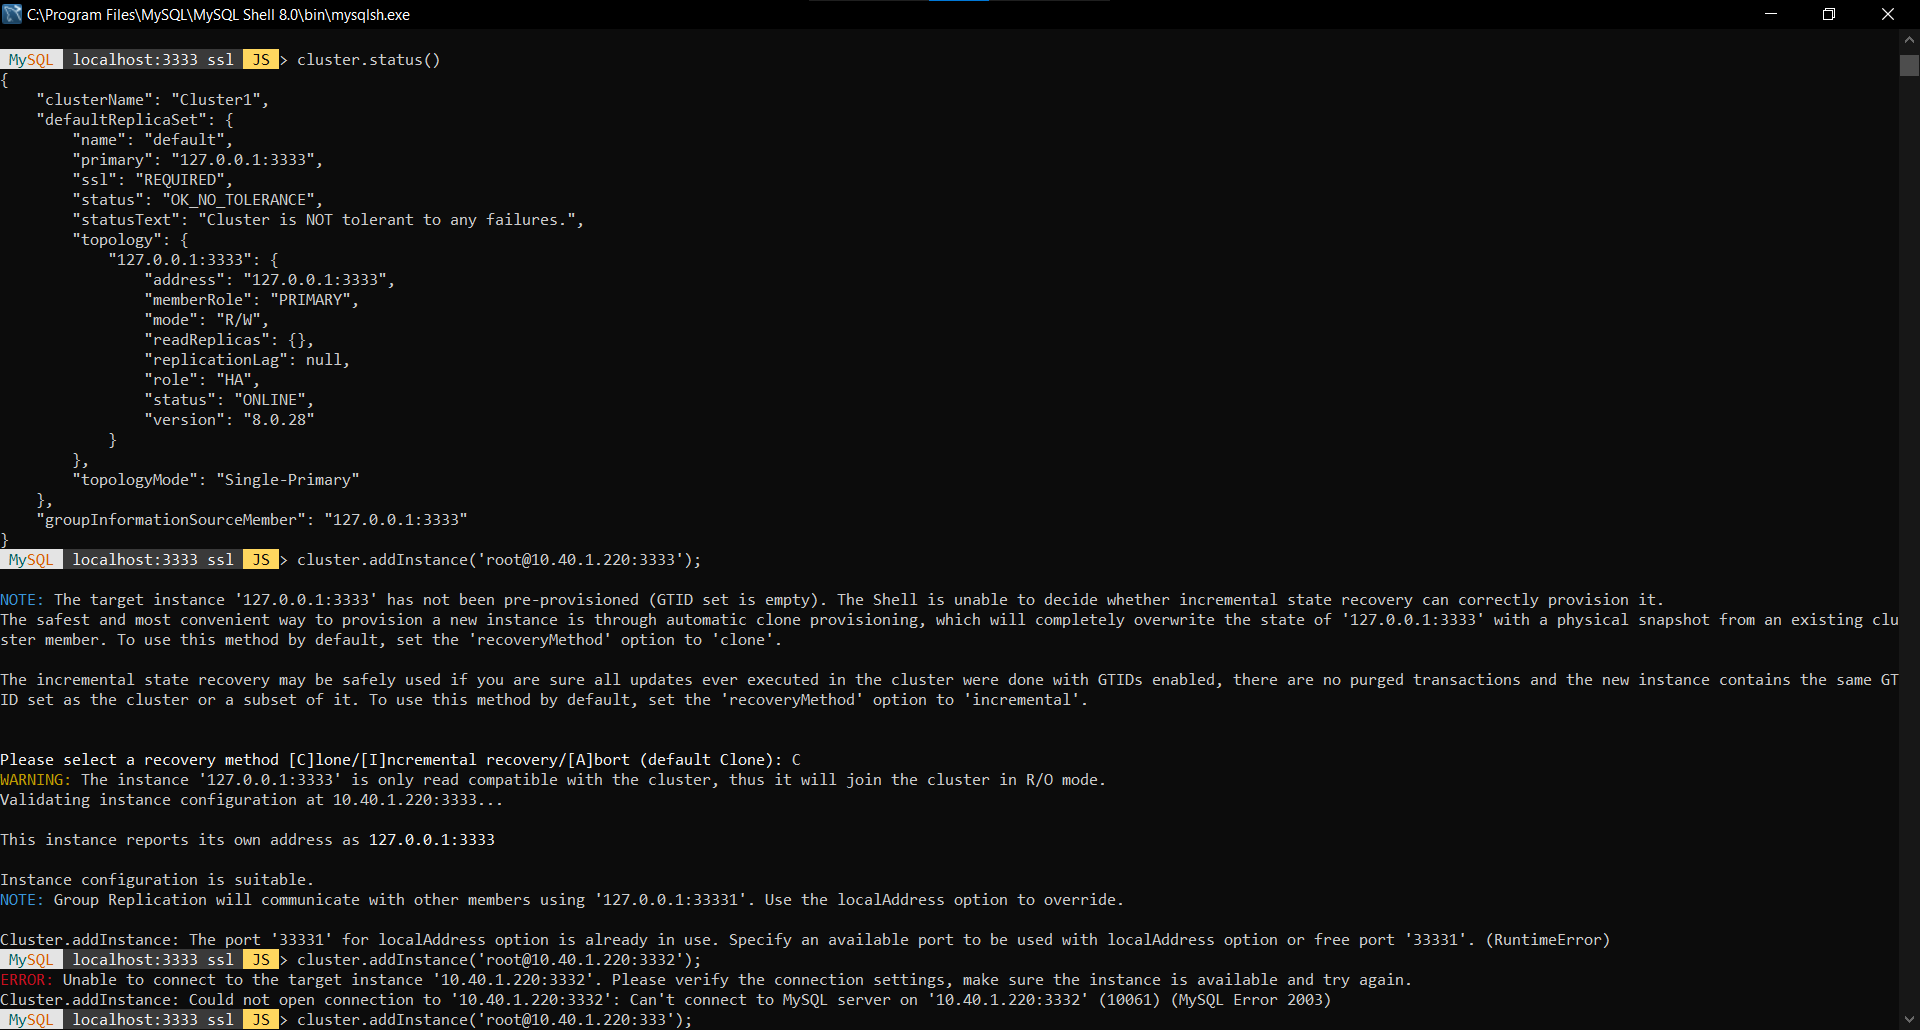 C:\Program Files\MySQL\MySQL Shell 8.0\bin\mysqlsh.exe
MySQL localhost:3333 ssl JS > cluster.status()
{
    "clusterName": "Cluster1",
    "defaultReplicaSet": {
        "name": "default",
        "primary": "127.0.0.1:3333",
        "ssl": "REQUIRED",
        "status": "OK_NO_TOLERANCE",
        "statusText": "Cluster is NOT tolerant to any failures.",
        "topology": {
            "127.0.0.1:3333": {
                "address": "127.0.0.1:3333",
                "memberRole": "PRIMARY",
                "mode": "R/W",
                "readReplicas": {},
                "replicationLag": null,
                "role": "HA",
                "status": "ONLINE",
                "version": "8.0.28"
            }
        },
        "topologyMode": "Single-Primary"
    },
    "groupInformationSourceMember": "127.0.0.1:3333"
}
MySQL localhost:3333 ssl JS > cluster.addInstance('root@10.40.1.220:3333');
NOTE: The target instance '127.0.0.1:3333' has not been pre-provisioned (GTID set is empty). The Shell is unable to decide whether incremental state recovery can correctly provision it.
The safest and most convenient way to provision a new instance is through automatic clone provisioning, which will completely overwrite the state of '127.0.0.1:3333' with a physical snapshot from an existing clu
ster member. To use this method by default, set the 'recoveryMethod' option to 'clone'.
The incremental state recovery may be safely used if you are sure all updates ever executed in the cluster were done with GTIDs enabled, there are no purged transactions and the new instance contains the same GT
ID set as the cluster or a subset of it. To use this method by default, set the 'recoveryMethod' option to 'incremental'.
Please select a recovery method [C]lone/[I]ncremental recovery/[A]bort (default Clone): C
WARNING: The instance '127.0.0.1:3333' is only read compatible with the cluster, thus it will join the cluster in R/O mode.
Validating instance configuration at 10.40.1.220:3333...
This instance reports its own address as 127.0.0.1:3333
Instance configuration is suitable.
NOTE: Group Replication will communicate with other members using '127.0.0.1:33331'. Use the localAddress option to override.
Cluster.addInstance: The port '33331' for localAddress option is already in use. Specify an available port to be used with localAddress option or free port '33331'. (RuntimeError)
MySQL localhost:3333 ssl JS > cluster.addInstance('root@10.40.1.220:3332');
ERROR: Unable to connect to the target instance '10.40.1.220:3332'. Please verify the connection settings, make sure the instance is available and try again.
Cluster.addInstance: Could not open connection to '10.40.1.220:3332': Can't connect to MySQL server on '10.40.1.220:3332' (10061) (MySQL Error 2003)
MySQL localhost:3333 ssl JS > cluster.addInstance('root@10.40.1.220:333');